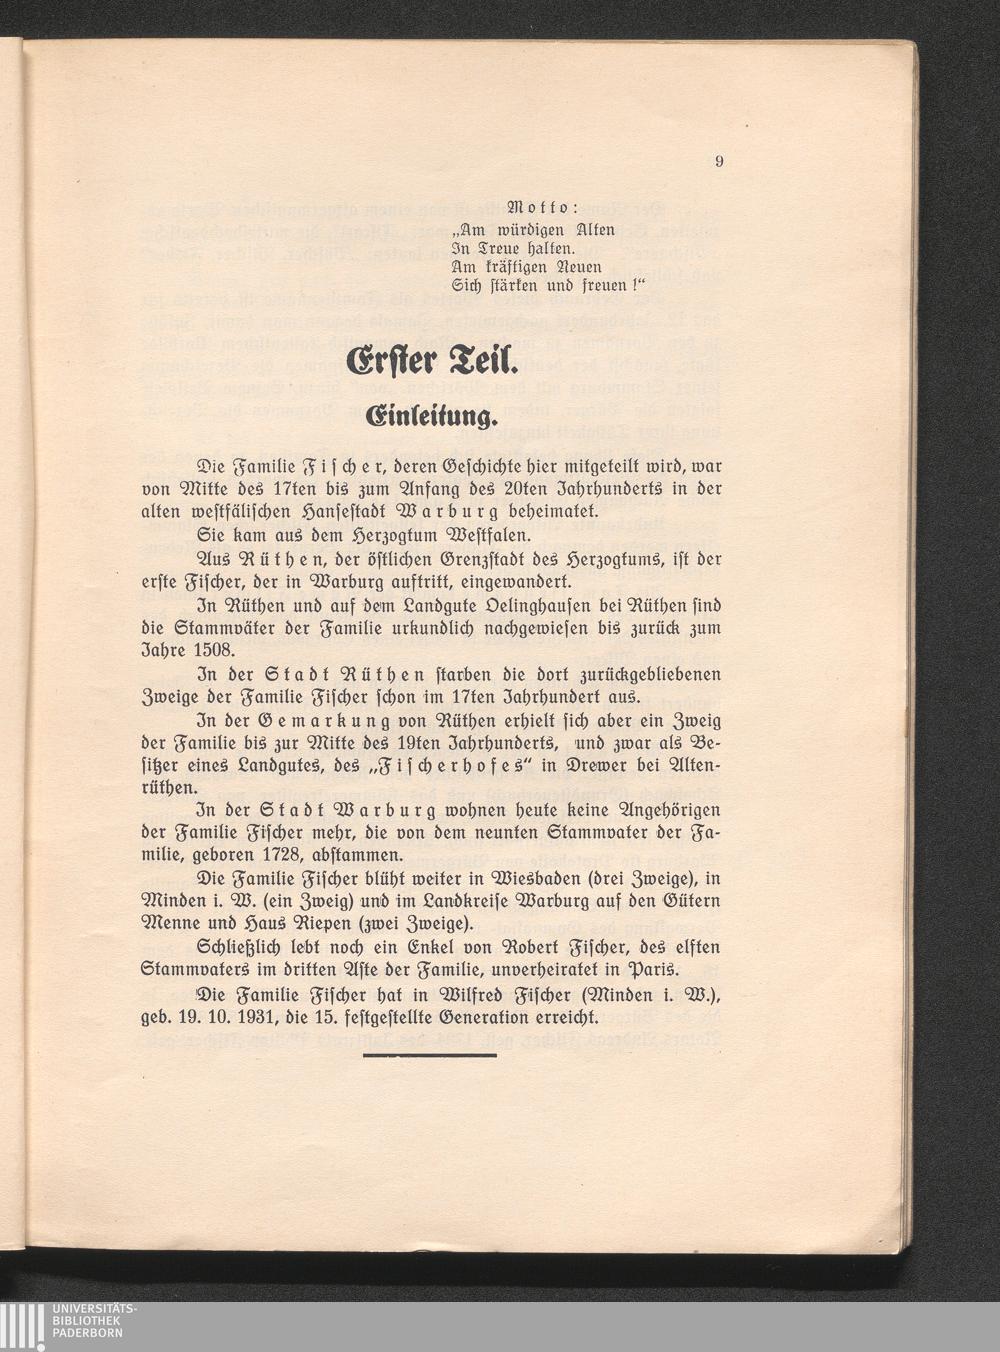 9
Motto:
„Am würdigen Alten
In Treue halten.
Am kräftigen Neuen
Sich stärken und freuen!“
Erster Teil.
Einleitung.
Die Familie Fischer, deren Geschichte hier mitgeteilt wird, war
von Mitte des 17ten bis zum Anfang des 20ten Jahrhunderts in der
alten westfälischen Hansestadt Warburg beheimatet.
Sie kam aus dem Herzogtum Westfalen.
Aus Rüthen, der östlichen Grenzstadt des Herzogtums, ist der
erste Fischer, der in Warburg auftritt, eingewandert.
In Rüthen und auf dem Landgute Oelinghausen bei Rüthen sind
die Stammväter der Familie urkundlich nachgewiesen bis zurück zum
Jahre 1508.
In der Stadt Rüthen starben die dort zurückgebliebenen
Zweige der Familie Fischer schon im 17ten Jahrhundert aus.
In der Gemarkung von Rüthen erhielt sich aber ein Zweig
der Familie bis zur Mitte des 19ten Jahrhunderts, und zwar als Be-
sitzer eines Landgutes, des „Fischerhofes“ in Drewer bei Alten-
rüthen.
In der Stadt Warburg wohnen heute keine Angehörigen
der Familie Fischer mehr, die von dem neunten Stammvater der Fa-
milie, geboren 1728, abstammen.
Die Familie Fischer blüht weiter in Wiesbaden (drei Zweige), in
Minden i. W. (ein Zweig) und im Landkreise Warburg auf den Gütern
Menne und Haus Riepen (zwei Zweige).
Schließlich lebt noch ein Enkel von Robert Fischer, des elften
Stammvaters im dritten Aste der Familie, unverheiratet in Paris.
Die Familie Fischer hat in Wilfred Fischer (Minden i. W.),
geb. 19. 10. 1931, die 15. festgestellte Generation erreicht.
UNIVERSITÄTS-
BIBLIOTHEK
PADERBORN